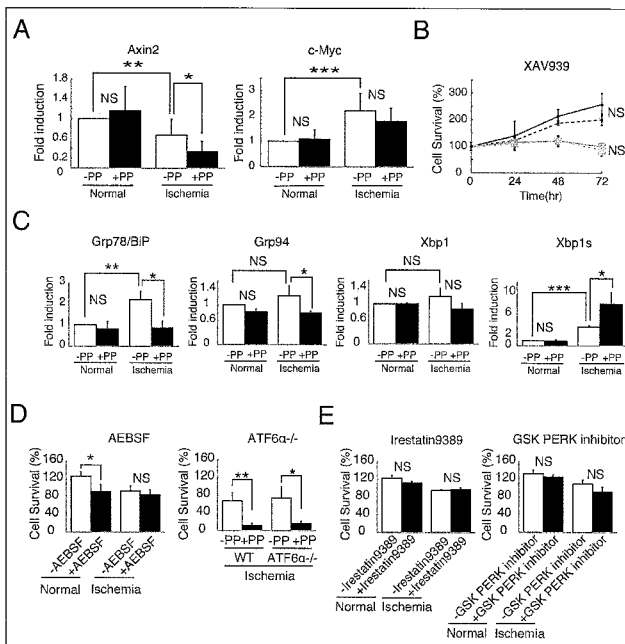 A
Axin2
Fold induction
1.8
1.4
1
0.6
0.2
**
*
NS
-PP +PP
-PP +PP
Normal
Ischemia
c-Myc
Fold induction
4
3
2
1
0
***
NS
-PP +PP
-PP +PP
Normal
Ischemia
B
XAV939
Cell Survival (%)
300
200
100
0
NS
NS
0 24 48 72
Time(hr)
C
Grp78/BiP
Fold induction
3
2
1
0
**
*
NS
-PP +PP -PP +PP
Normal
Ischemia
Grp94
Fold induction
2
1.6
1.2
0.8
0.4
0
NS
*
NS
-PP +PP -PP +PP
Normal
Ischemia
Xbp1
Fold induction
2
1.6
1.2
0.8
0.4
0
NS
NS
NS
-PP +PP -PP +PP
Normal
Ischemia
Xbp1s
Fold induction
10
6
2
0
***
*
NS
-PP +PP -PP +PP
Normal
Ischemia
D
AEBSF
Cell Survival (%)
160
120
80
40
0
*
NS
-AEBSF
+AEBSF
-AEBSF
+AEBSF
Normal
Ischemia
ATF6α-/-
Cell Survival (%)
160
120
80
40
0
**
*
-PP+PP -PP +PP
WT
ATF6α-/-
Ischemia
E
Irestatin9389
Cell Survival (%)
160
120
80
40
0
NS
NS
-Irestatin9389
+Irestatin9389
-Irestatin9389
+Irestatin9389
Normal
Ischemia
GSK PERK inhibitor
Cell Survival (%)
160
120
80
40
0
NS
NS
-GSK PERK inhibitor
+GSK PERK inhibitor
-GSK PERK inhibitor
+GSK PERK inhibitor
Normal
Ischemia